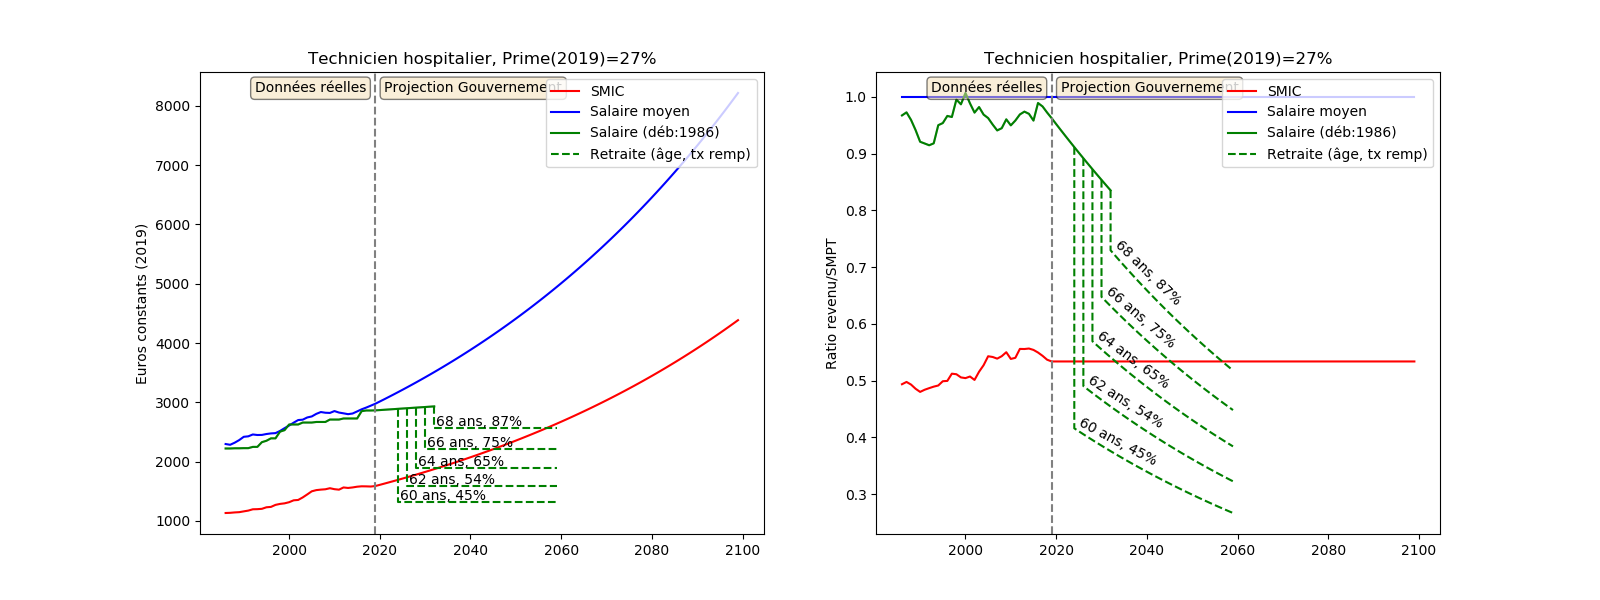 Technicien hospitalier, Prime(2019)=27%
Données réelles
Projection Gouvernement
SMIC
Salaire moyen
Salaire (déb:1986)
Retraite (âge, tx remp)
Euros constants (2019)
8000
7000
6000
5000
4000
3000
2000
1000
68 ans, 87%
66 ans, 75%
64 ans, 65%
62 ans, 54%
60 ans, 45%
2000
2020
2040
2060
2080
2100
Technicien hospitalier, Prime(2019)=27%
Données réelles
Projection Gouvernement
SMIC
Salaire moyen
Salaire (déb:1986)
Retraite (âge, tx remp)
Ratio revenu/SMPT
1.0
0.9
0.8
0.7
0.6
0.5
0.4
0.3
68 ans, 87%
66 ans, 75%
64 ans, 65%
62 ans, 54%
60 ans, 45%
2000
2020
2040
2060
2080
2100